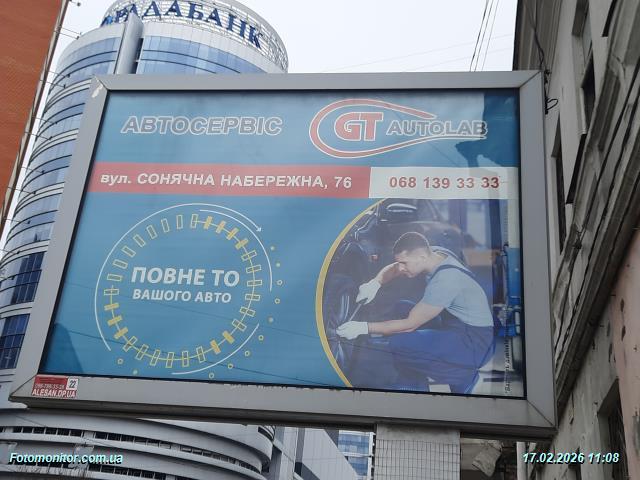 РАДАБАНК
АВТОСЕРВІС
GT AUTOLAB
вул. СОНЯЧНА НАБЕРЕЖНА, 76
068 139 33 33
ПОВНЕ ТО
ВАШОГО АВТО
22
ALESAN.DP.UA
Fotomonitor.com.ua
17.02.2026 11:08